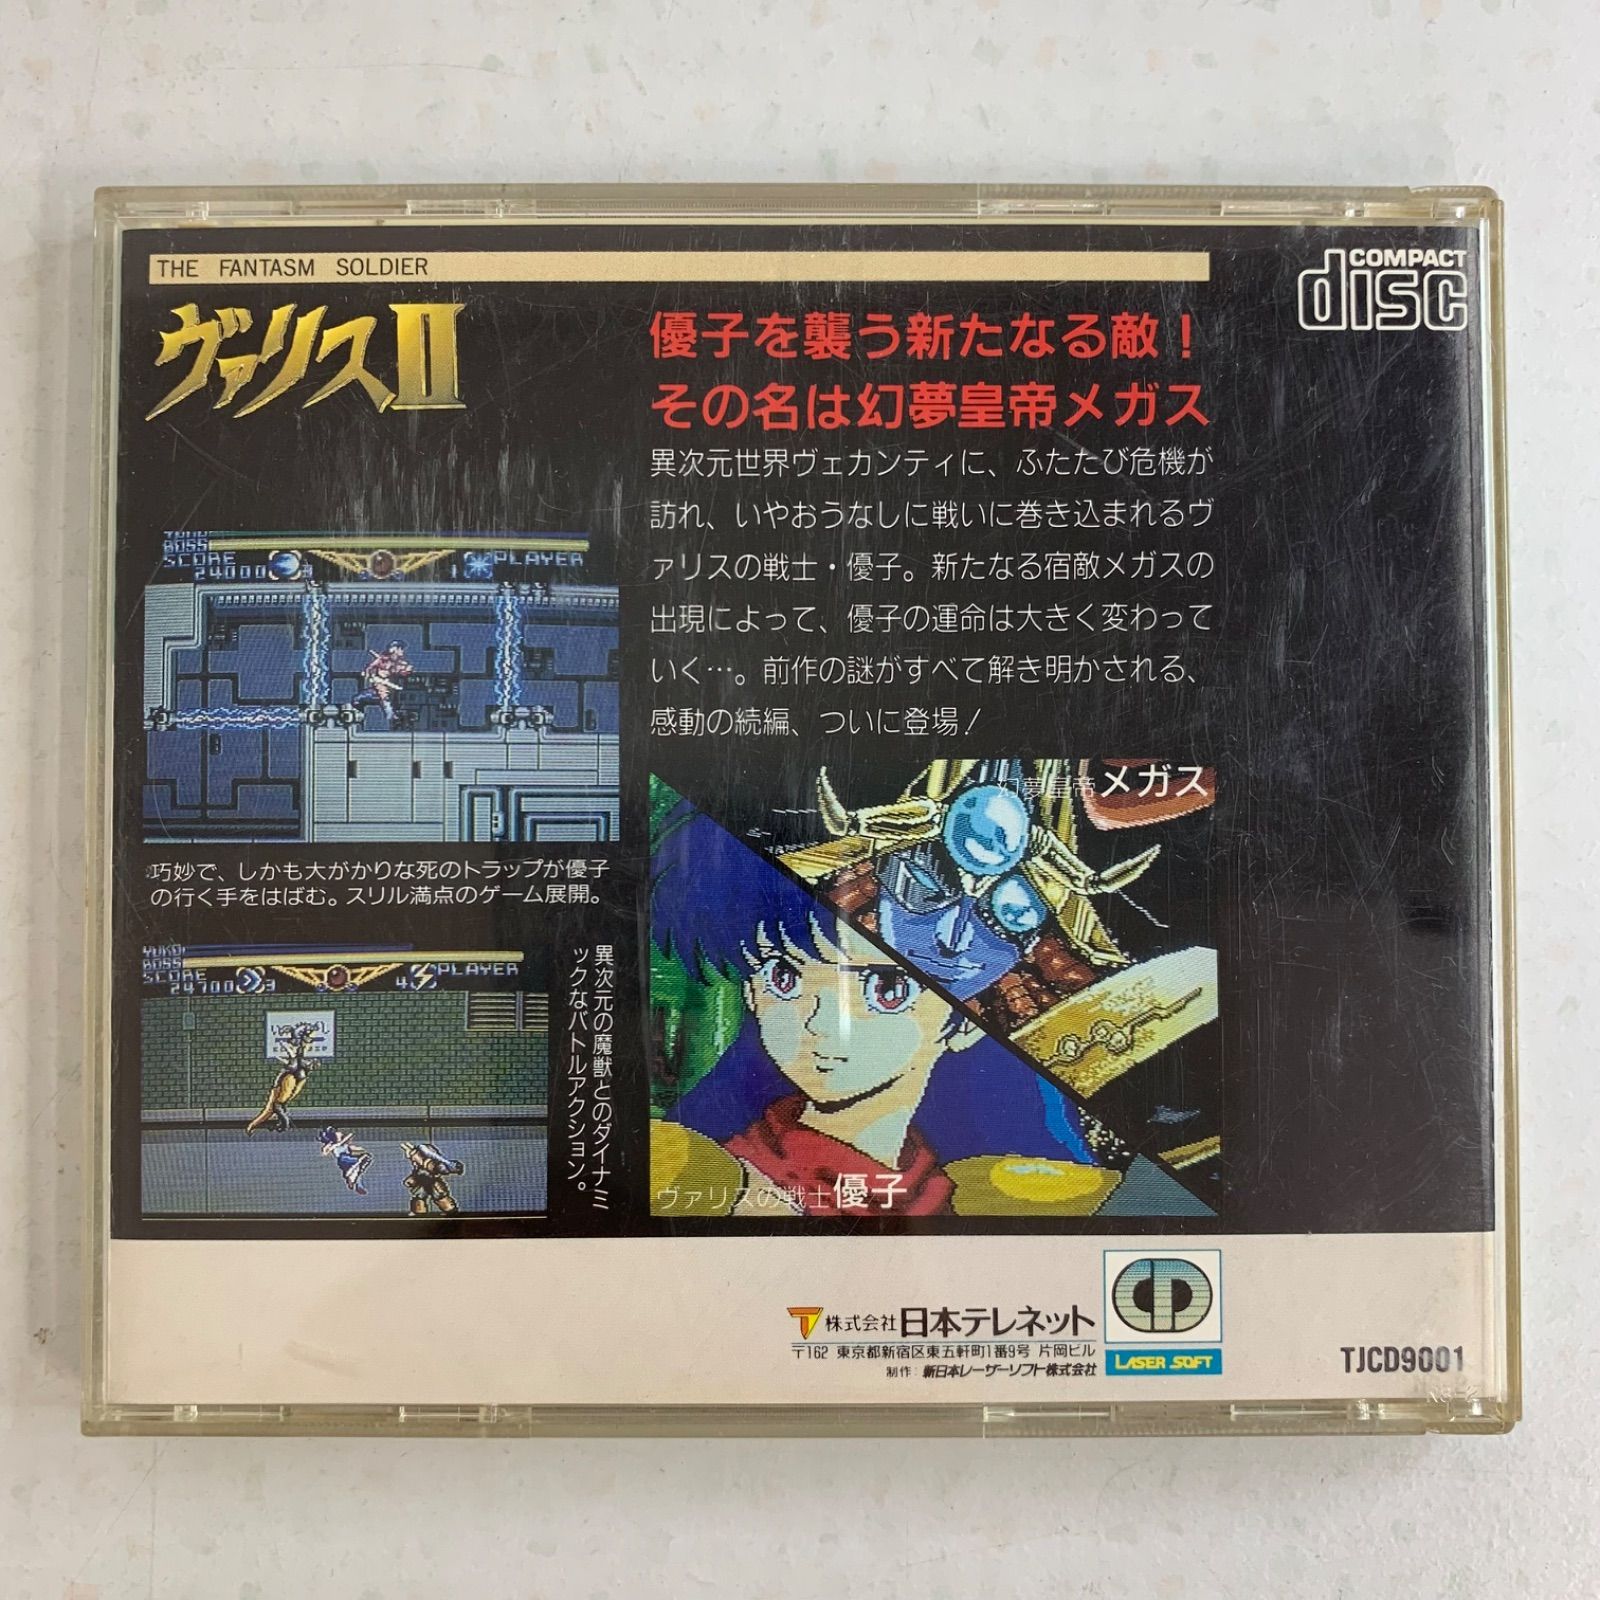 THE FANTASM SOLDIER
COMPACT
disc
ヴァリスII
優子を襲う新たなる敵！
その名は幻夢皇帝メガス
異次元世界ヴェカンティに、ふたたび危機が
訪れ、いやおうなしに戦いに巻き込まれるヴ
ァリスの戦士・優子。新たなる宿敵メガスの
出現によって、優子の運命は大きく変わって
いく…。前作の謎がすべて解き明かされる、
感動の続編、ついに登場！
YUKO
BOSS
SCORE
24000 3 1 PLAYER
巧妙で、しかも大がかりな死のトラップが優子
の行く手をはばむ。スリル満点のゲーム展開。
YUKO
BOSS
SCORE
24700 3 4 PLAYER
異次元の魔獣とのダイナミ
ックなバトルアクション。
幻夢皇帝メガス
ヴァリスの戦士優子
株式会社日本テレネット
〒162 東京都新宿区東五軒町1番9号 片岡ビル
制作：新日本レーザーソフト株式会社
CD
LASER SOFT
TJCD9001